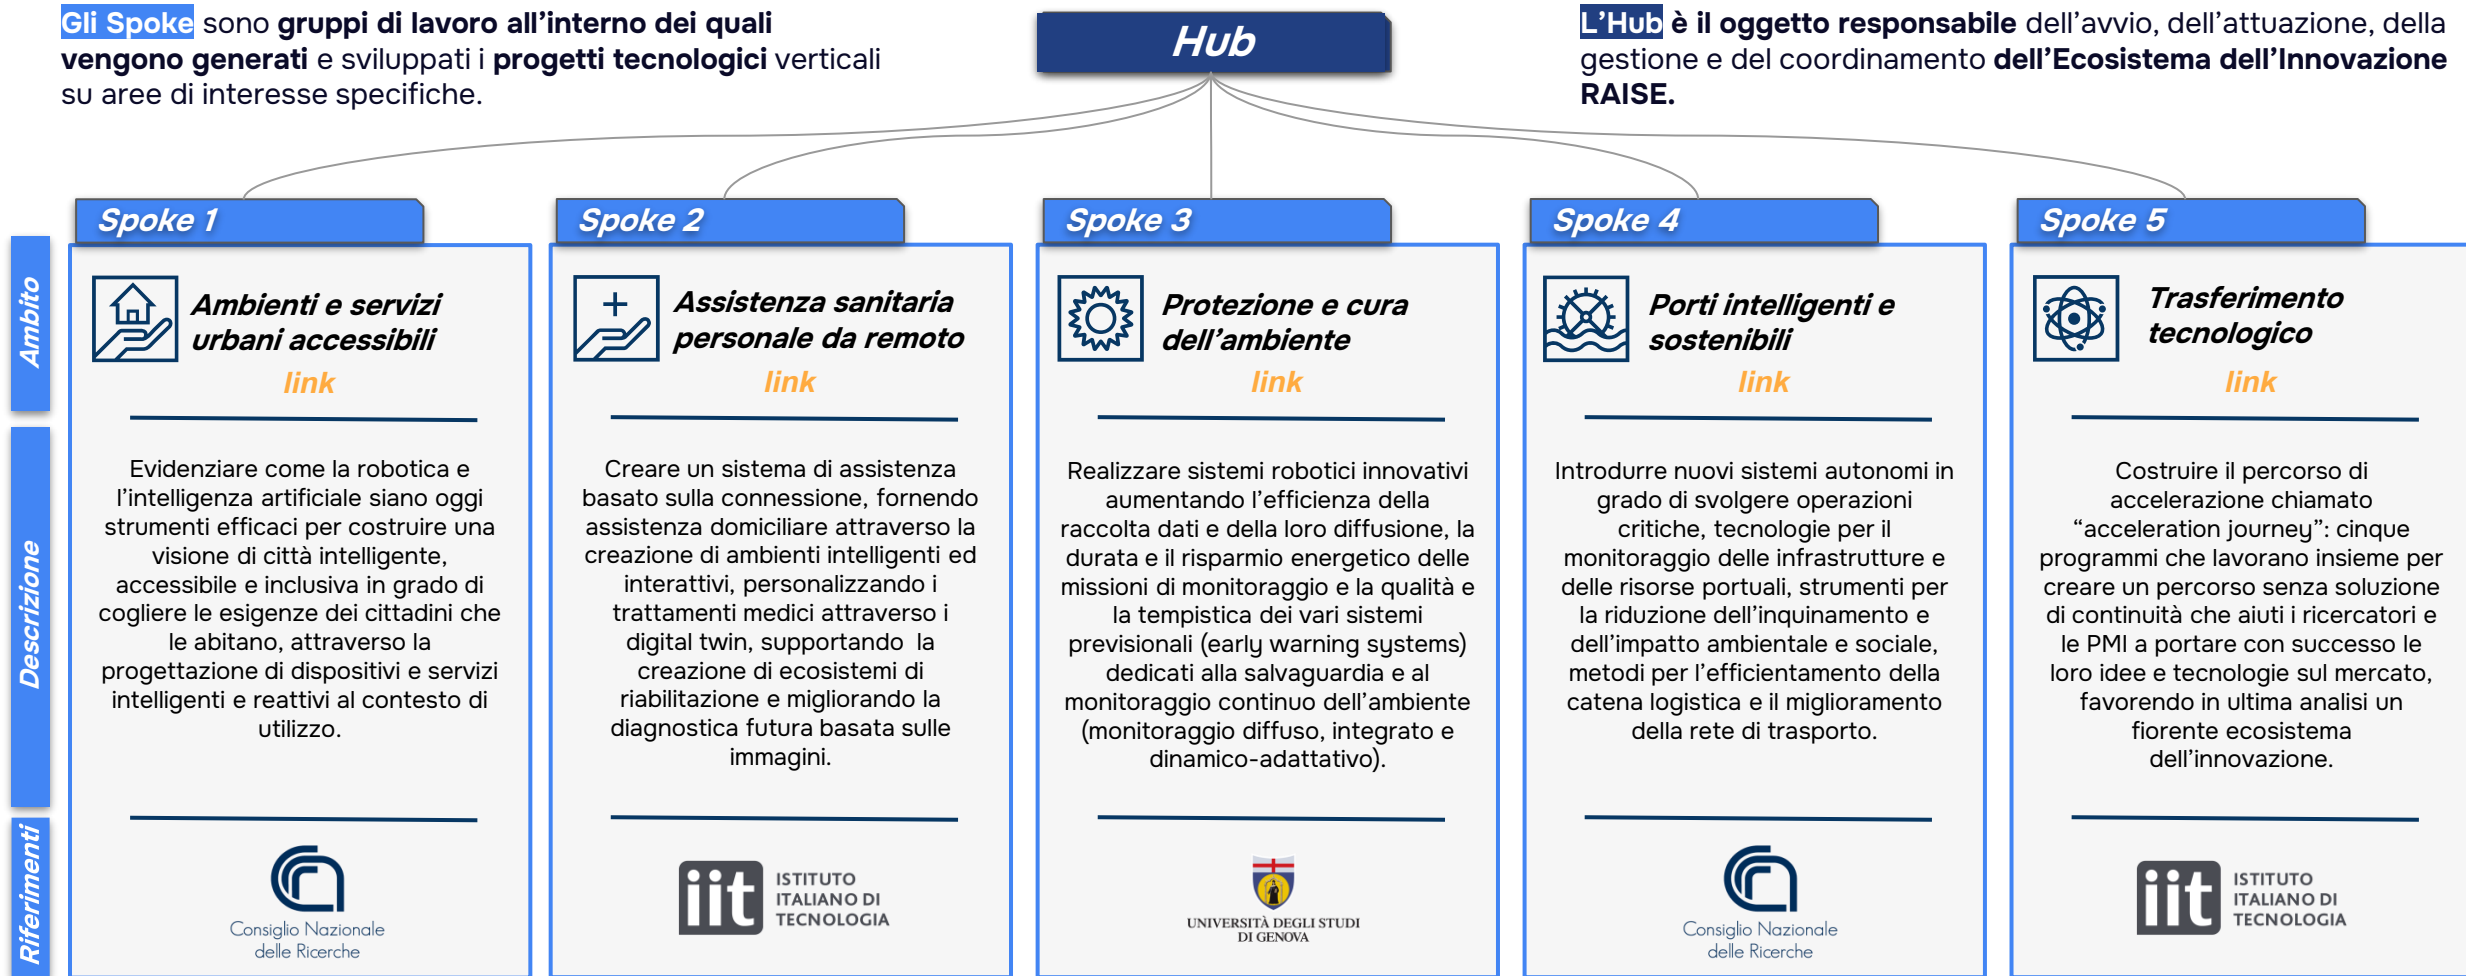 Gli Spoke sono gruppi di lavoro all’interno dei quali
vengono generati e sviluppati i progetti tecnologici verticali
su aree di interesse specifiche.
Hub
L’Hub è il oggetto responsabile dell’avvio, dell’attuazione, della
gestione e del coordinamento dell’Ecosistema dell’Innovazione
RAISE.
Ambito
Descrizione
Riferimenti
Spoke 1
Ambienti e servizi
urbani accessibili
link
Evidenziare come la robotica e
l’intelligenza artificiale siano oggi
strumenti efficaci per costruire una
visione di città intelligente,
accessibile e inclusiva in grado di
cogliere le esigenze dei cittadini che
le abitano, attraverso la
progettazione di dispositivi e servizi
intelligenti e reattivi al contesto di
utilizzo.
Consiglio Nazionale
delle Ricerche
Spoke 2
Assistenza sanitaria
personale da remoto
link
Creare un sistema di assistenza
basato sulla connessione, fornendo
assistenza domiciliare attraverso la
creazione di ambienti intelligenti ed
interattivi, personalizzando i
trattamenti medici attraverso i
digital twin, supportando  la
creazione di ecosistemi di
riabilitazione e migliorando la
diagnostica futura basata sulle
immagini.
iit
ISTITUTO
ITALIANO DI
TECNOLOGIA
Spoke 3
Protezione e cura
dell’ambiente
link
Realizzare sistemi robotici innovativi
aumentando l’efficienza della
raccolta dati e della loro diffusione, la
durata e il risparmio energetico delle
missioni di monitoraggio e la qualità e
la tempistica dei vari sistemi
previsionali (early warning systems)
dedicati alla salvaguardia e al
monitoraggio continuo dell’ambiente
(monitoraggio diffuso, integrato e
dinamico-adattativo).
UNIVERSITÀ DEGLI STUDI
DI GENOVA
Spoke 4
Porti intelligenti e
sostenibili
link
Introdurre nuovi sistemi autonomi in
grado di svolgere operazioni
critiche, tecnologie per il
monitoraggio delle infrastrutture e
delle risorse portuali, strumenti per
la riduzione dell’inquinamento e
dell’impatto ambientale e sociale,
metodi per l’efficientamento della
catena logistica e il miglioramento
della rete di trasporto.
Consiglio Nazionale
delle Ricerche
Spoke 5
Trasferimento
tecnologico
link
Costruire il percorso di
accelerazione chiamato
“acceleration journey”: cinque
programmi che lavorano insieme per
creare un percorso senza soluzione
di continuità che aiuti i ricercatori e
le PMI a portare con successo le
loro idee e tecnologie sul mercato,
favorendo in ultima analisi un
fiorente ecosistema
dell’innovazione.
iit
ISTITUTO
ITALIANO DI
TECNOLOGIA